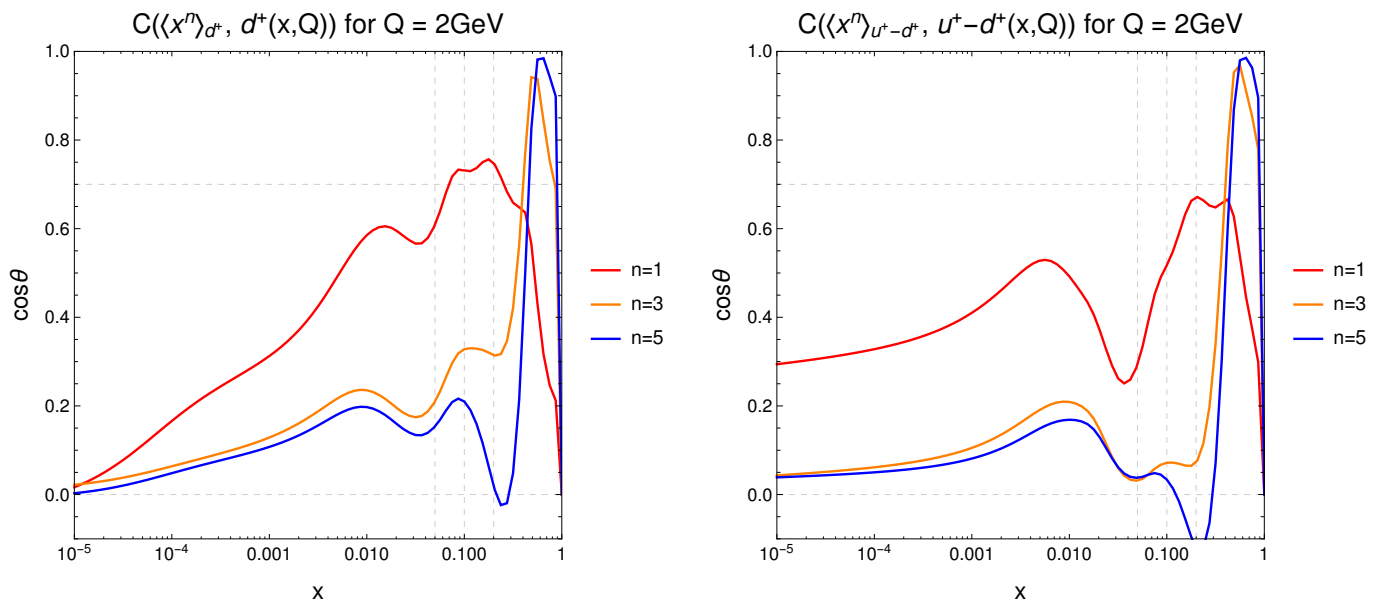 C(⟨xⁿ⟩d⁺, d⁺(x,Q)) for Q = 2GeV
1.0
0.8
0.6
0.4
0.2
0.0
cosθ
10⁻⁵
10⁻⁴
0.001
0.010
0.100
1
x
n=1
n=3
n=5
C(⟨xⁿ⟩u⁺−d⁺, u⁺−d⁺(x,Q)) for Q = 2GeV
1.0
0.8
0.6
0.4
0.2
0.0
cosθ
10⁻⁵
10⁻⁴
0.001
0.010
0.100
1
x
n=1
n=3
n=5